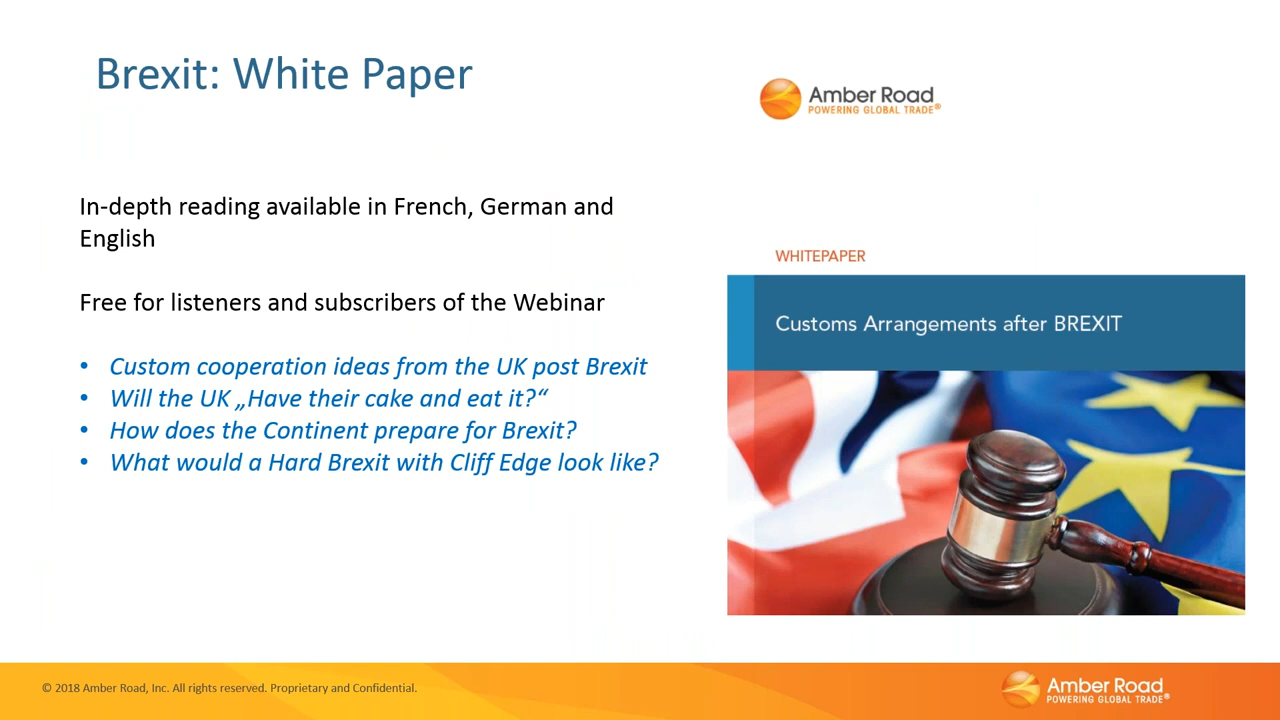 Brexit: White Paper
Amber Road
POWERING GLOBAL TRADE®
In-depth reading available in French, German and
English
Free for listeners and subscribers of the Webinar
• Custom cooperation ideas from the UK post Brexit
• Will the UK „Have their cake and eat it?“
• How does the Continent prepare for Brexit?
• What would a Hard Brexit with Cliff Edge look like?
WHITEPAPER
Customs Arrangements after BREXIT
© 2018 Amber Road, Inc. All rights reserved. Proprietary and Confidential.
Amber Road
POWERING GLOBAL TRADE®